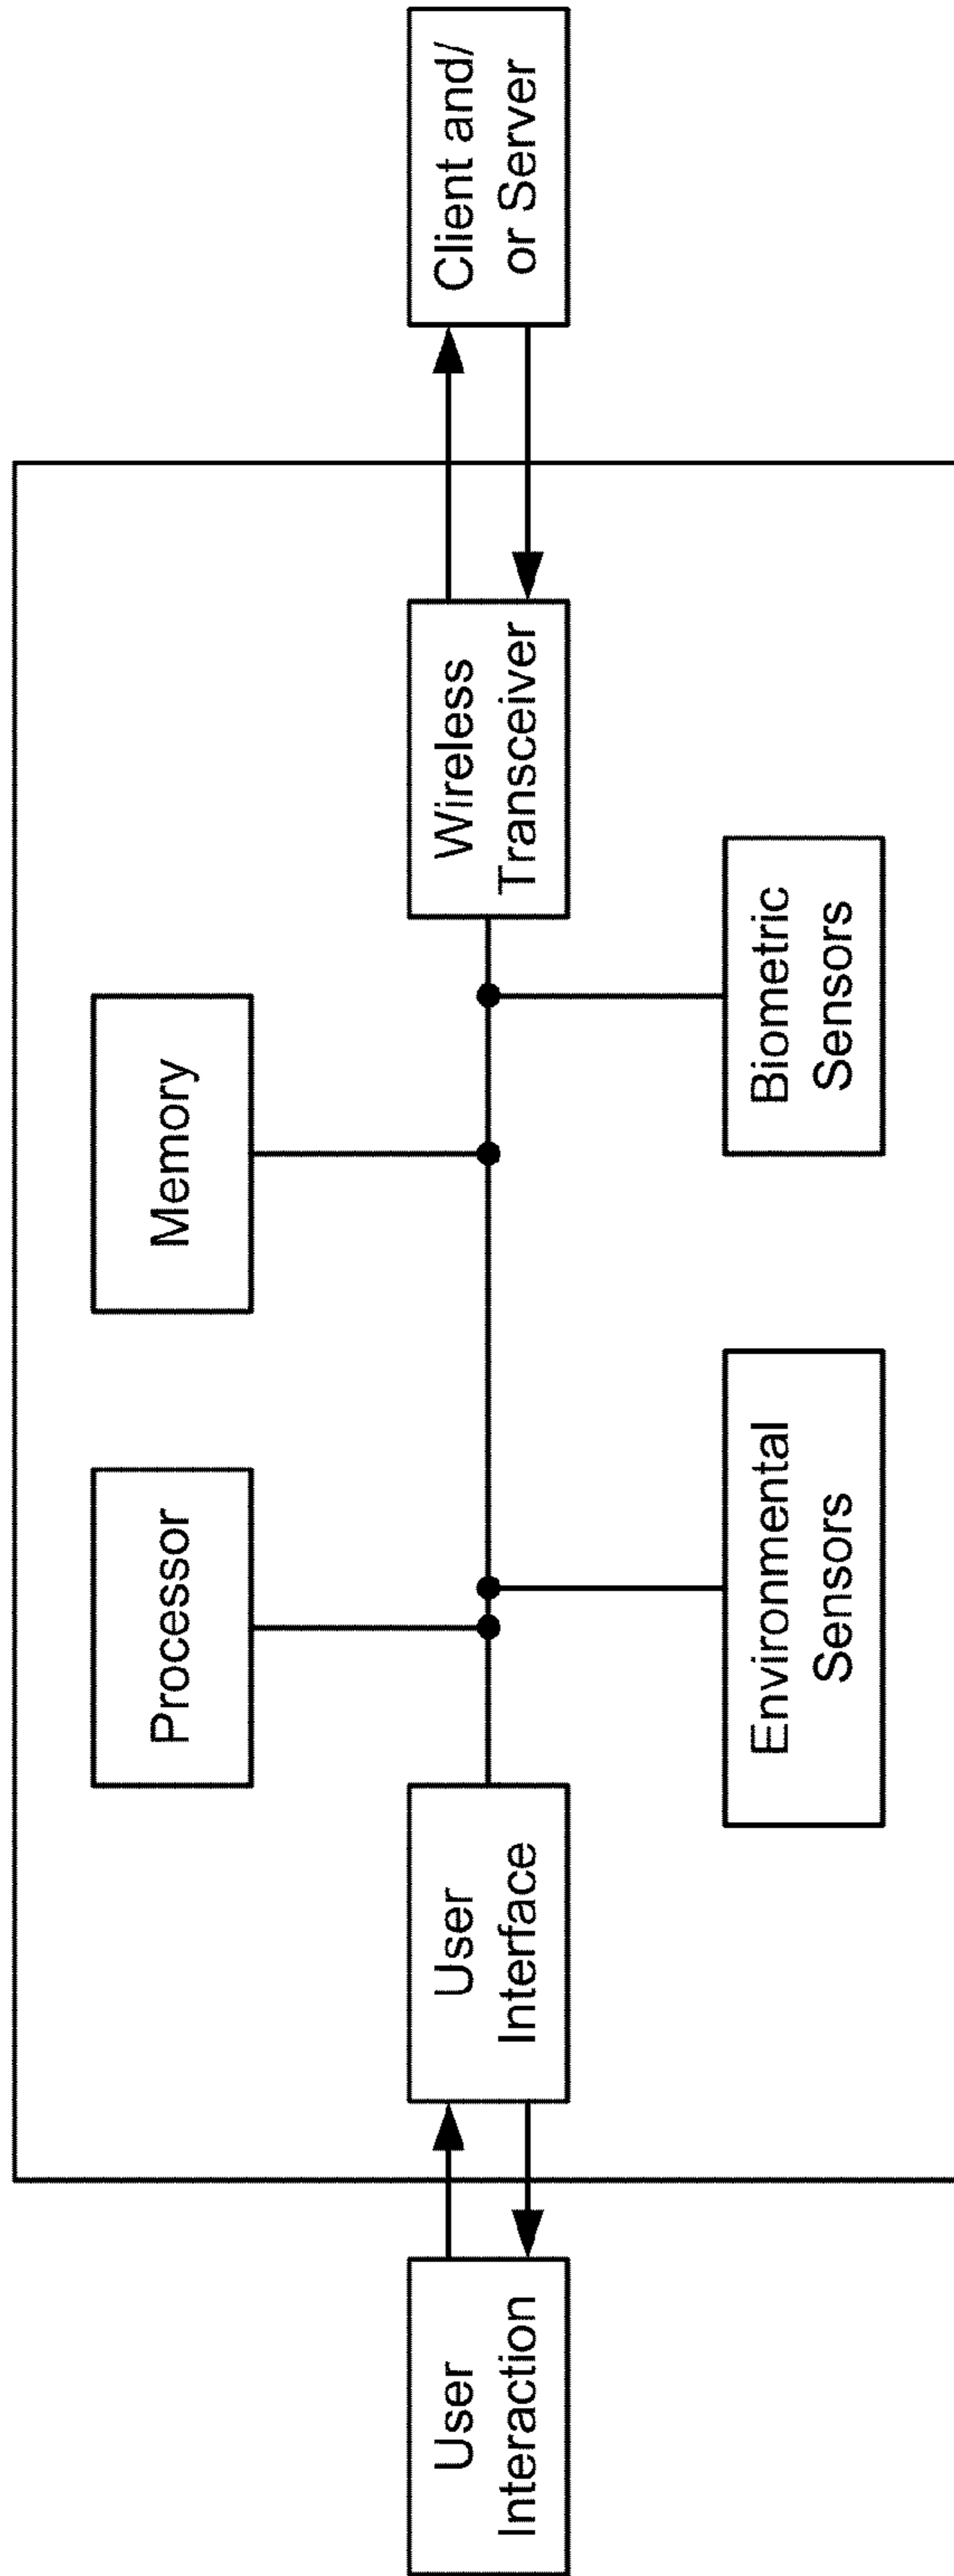 Processor
Memory
User
Interaction
User
Interface
Wireless
Transceiver
Client and/
or Server
Environmental
Sensors
Biometric
Sensors